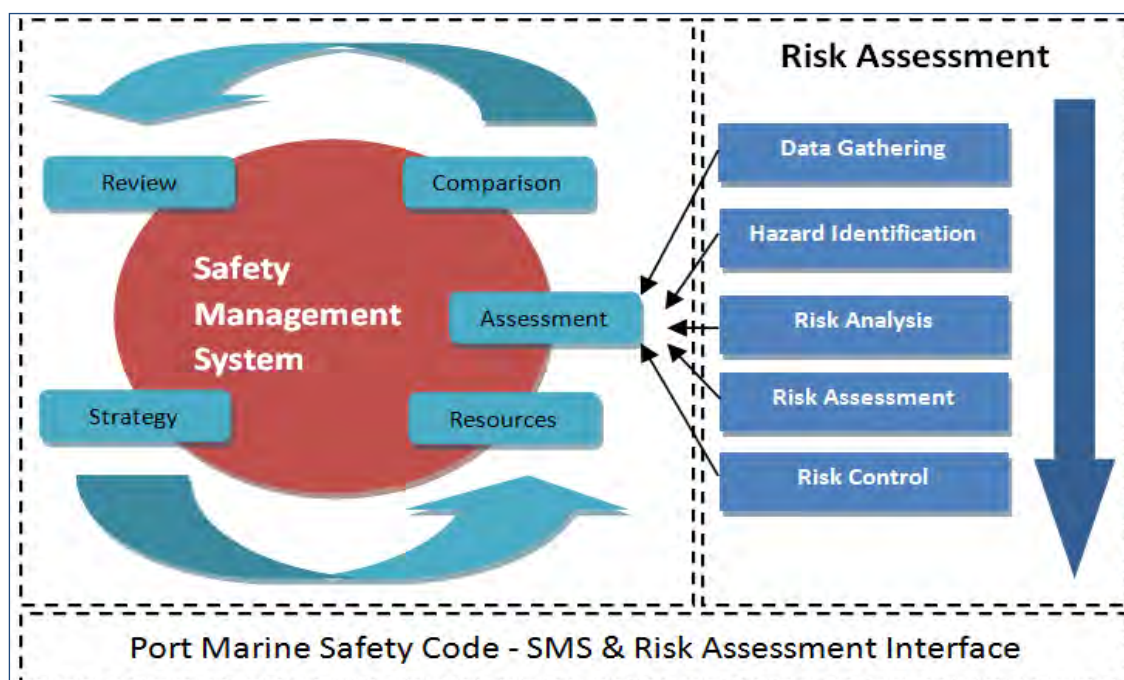 Risk Assessment
Review
Comparison
Safety
Management
System
Assessment
Strategy
Resources
Data Gathering
Hazard Identification
Risk Analysis
Risk Assessment
Risk Control
Port Marine Safety Code - SMS & Risk Assessment Interface